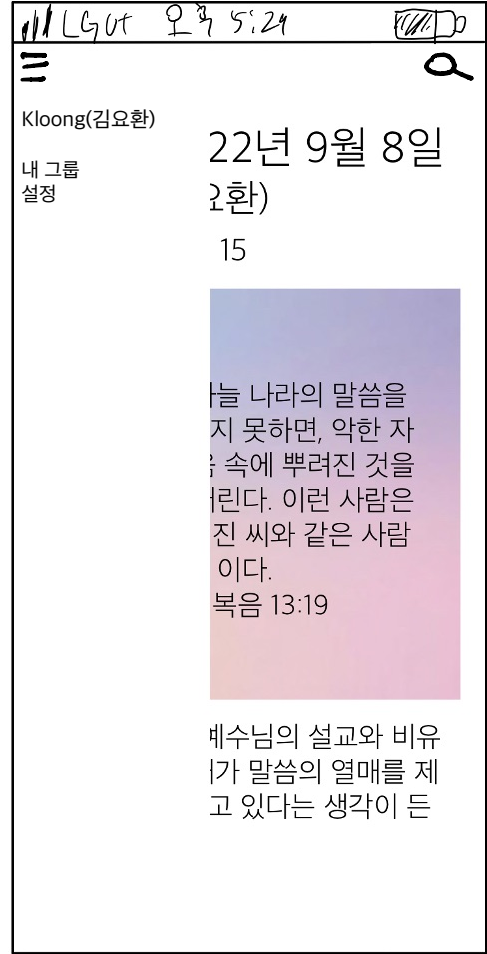 LG U+ 오후 5:29
Kloong(김요환)
내 그룹
설정
22년 9월 8일
요환)
15
하늘 나라의 말씀을
지 못하면, 악한 자
음 속에 뿌려진 것을
버린다. 이런 사람은
진 씨와 같은 사람
이다.
복음 13:19
예수님의 설교와 비유
내가 말씀의 열매를 제
고 있다는 생각이 든